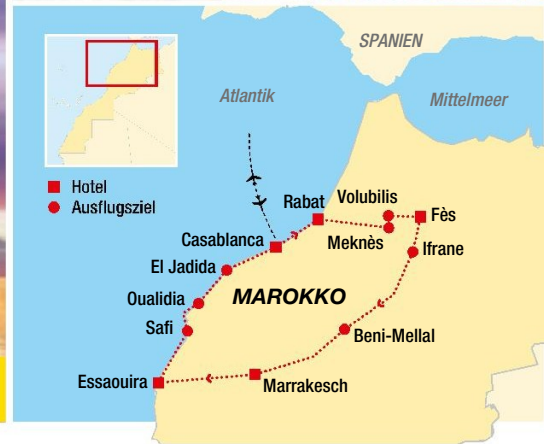 SPANIEN
Atlantik
Mittelmeer
Hotel
Ausflugsziel
Rabat
Volubilis
Fès
Meknès
Casablanca
Ifrane
El Jadida
Oualidia
MAROKKO
Safi
Beni-Mellal
Essaouira
Marrakesch